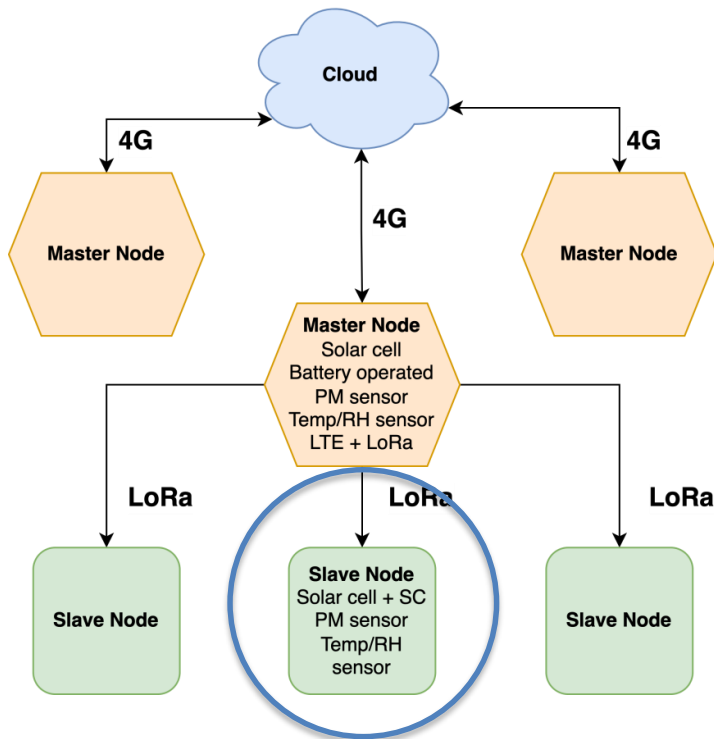 Cloud
4G
4G
4G
Master Node
Master Node
Master Node
Solar cell
Battery operated
PM sensor
Temp/RH sensor
LTE + LoRa
LoRa
LoRa
LoRa
Slave Node
Slave Node
Solar cell + SC
PM sensor
Temp/RH
sensor
Slave Node